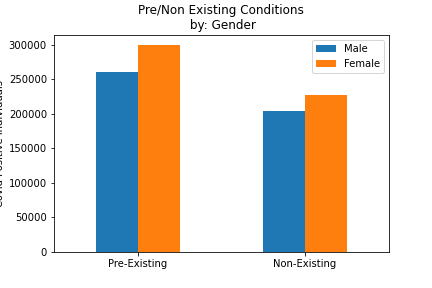 Pre/Non Existing Conditions
by: Gender
Male
Female
300000
250000
200000
150000
100000
50000
0
Pre-Existing
Non-Existing